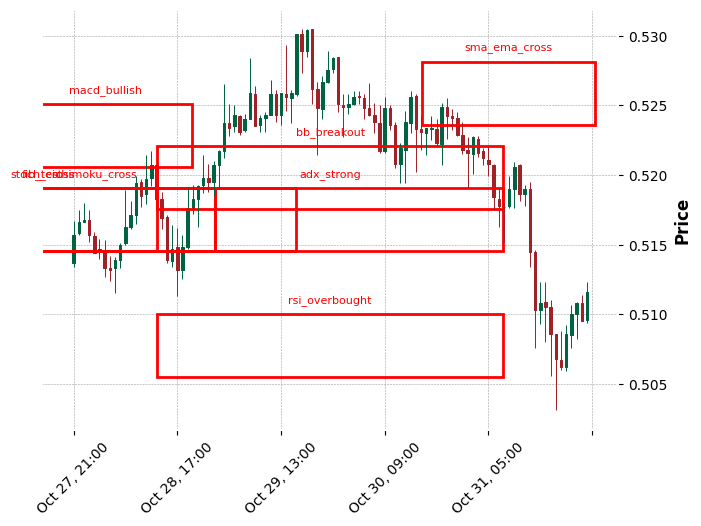 sma_ema_cross
macd_bullish
bb_breakout
adx_strong
rsi_overbought
0.530
0.525
0.520
0.515
0.510
0.505
Price
Oct 27, 21:00
Oct 28, 17:00
Oct 29, 13:00
Oct 30, 09:00
Oct 31, 05:00